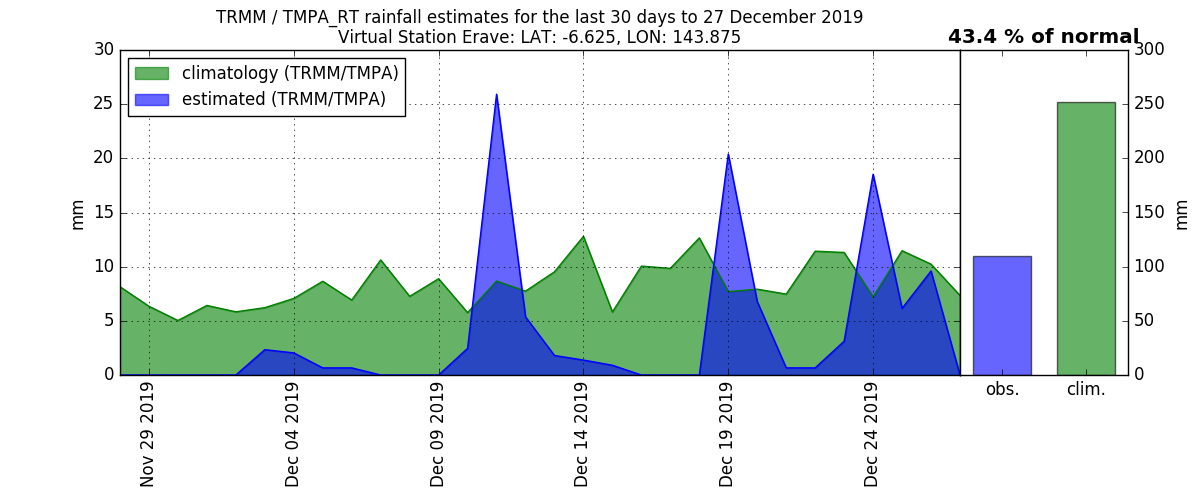 TRMM / TMPA_RT rainfall estimates for the last 30 days to 27 December 2019
Virtual Station Erave: LAT: -6.625, LON: 143.875
43.4 % of normal
climatology (TRMM/TMPA)
estimated (TRMM/TMPA)
30
25
20
15
10
5
0
mm
Nov 29 2019
Dec 04 2019
Dec 09 2019
Dec 14 2019
Dec 19 2019
Dec 24 2019
300
250
200
150
100
50
0
mm
obs.
clim.